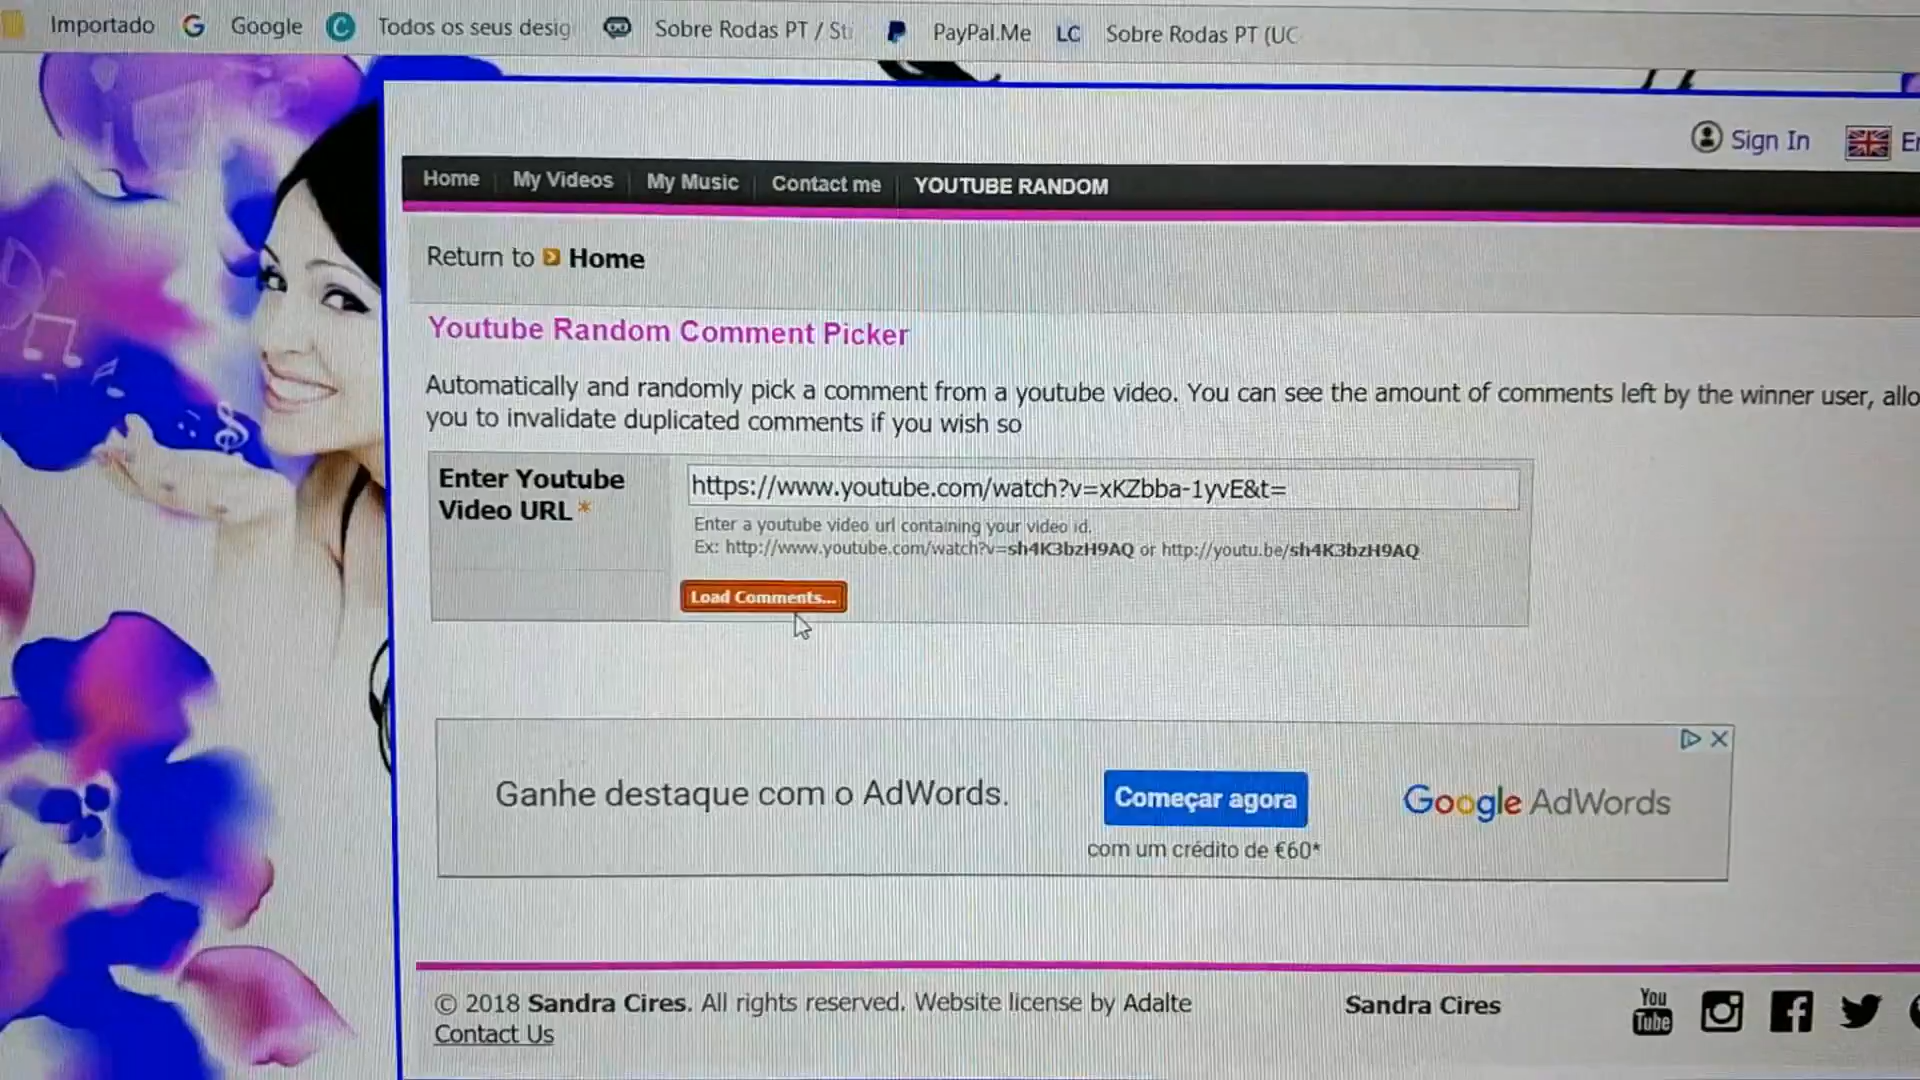 Importado Google Todos os seus desig Sobre Rodas PT / St PayPal.Me LC Sobre Rodas PT (UC
Sign In
Home My Videos My Music Contact me YOUTUBE RANDOM
Return to Home
Youtube Random Comment Picker
Automatically and randomly pick a comment from a youtube video. You can see the amount of comments left by the winner user, allo
you to invalidate duplicated comments if you wish so
Enter Youtube
Video URL *
https://www.youtube.com/watch?v=xKZbba-1yvE&t=
Enter a youtube video url containing your video id.
Ex: http://www.youtube.com/watch?v=sh4K3bzH9AQ or http://youtu.be/sh4K3bzH9AQ
Load Comments...
Ganhe destaque com o AdWords.
Começar agora
com um crédito de €60*
Google AdWords
© 2018 Sandra Cires. All rights reserved. Website license by Adalte
Contact Us
Sandra Cires
You
Tube